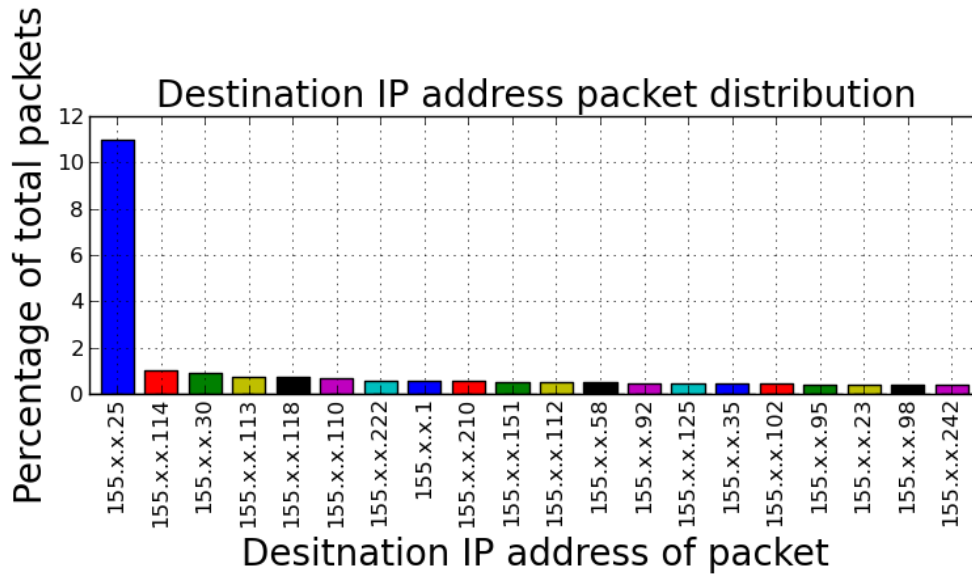 Destination IP address packet distribution
Percentage of total packets
12
10
8
6
4
2
0
155.x.x.25
155.x.x.114
155.x.x.30
155.x.x.113
155.x.x.118
155.x.x.110
155.x.x.222
155.x.x.1
155.x.x.210
155.x.x.151
155.x.x.112
155.x.x.58
155.x.x.92
155.x.x.125
155.x.x.35
155.x.x.102
155.x.x.95
155.x.x.23
155.x.x.98
155.x.x.242
Desitnation IP address of packet